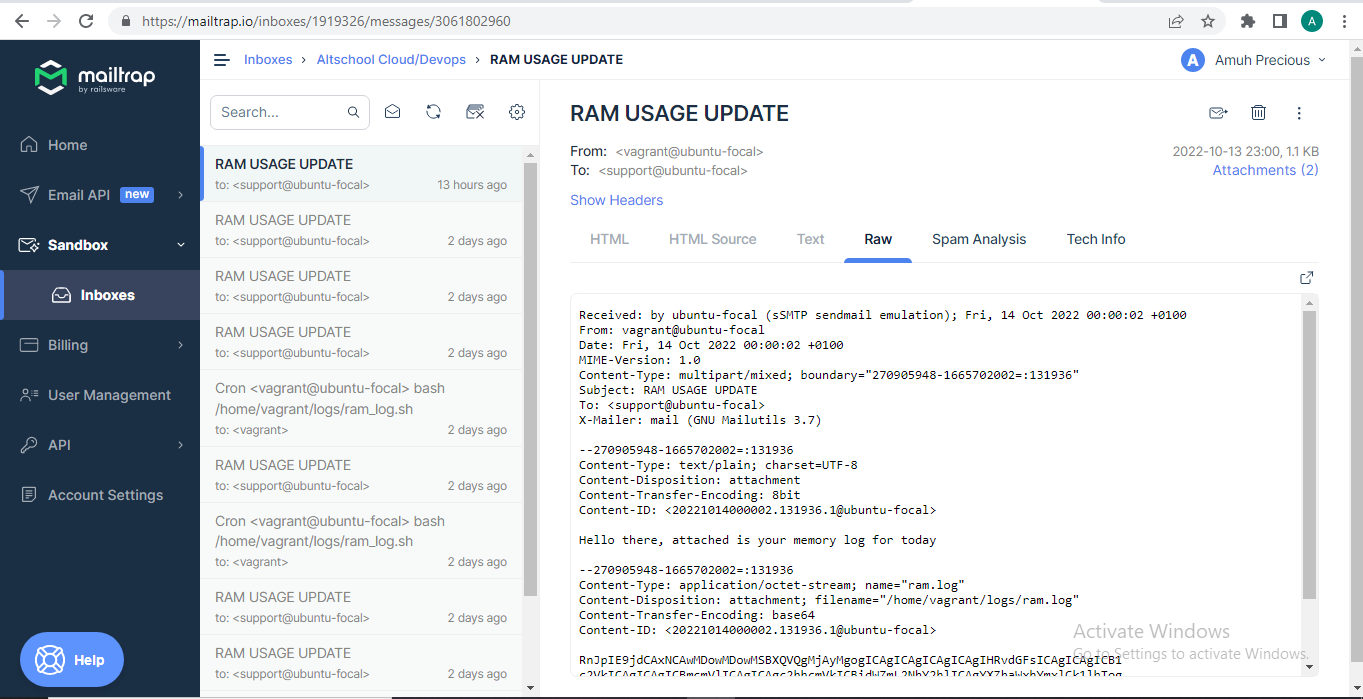 https://mailtrap.io/inboxes/1919326/messages/3061802960
A
mailtrap
by railsware
Home
Email API new
Sandbox
Inboxes
Billing
User Management
API
Account Settings
Help
Inboxes › Altschool Cloud/Devops › RAM USAGE UPDATE
A Amuh Precious
Search...
RAM USAGE UPDATE
to: <support@ubuntu-focal> 13 hours ago
RAM USAGE UPDATE
to: <support@ubuntu-focal> 2 days ago
RAM USAGE UPDATE
to: <support@ubuntu-focal> 2 days ago
RAM USAGE UPDATE
to: <support@ubuntu-focal> 2 days ago
Cron <vagrant@ubuntu-focal> bash
/home/vagrant/logs/ram_log.sh
to: <vagrant> 2 days ago
RAM USAGE UPDATE
to: <support@ubuntu-focal> 2 days ago
Cron <vagrant@ubuntu-focal> bash
/home/vagrant/logs/ram_log.sh
to: <vagrant> 2 days ago
RAM USAGE UPDATE
to: <support@ubuntu-focal> 2 days ago
RAM USAGE UPDATE
to: <support@ubuntu-focal> 2 days ago
RAM USAGE UPDATE
From: <vagrant@ubuntu-focal> 2022-10-13 23:00, 1.1 KB
To: <support@ubuntu-focal> Attachments (2)
Show Headers
HTML HTML Source Text Raw Spam Analysis Tech Info
Received: by ubuntu-focal (sSMTP sendmail emulation); Fri, 14 Oct 2022 00:00:02 +0100
From: vagrant@ubuntu-focal
Date: Fri, 14 Oct 2022 00:00:02 +0100
MIME-Version: 1.0
Content-Type: multipart/mixed; boundary="270905948-1665702002=:131936"
Subject: RAM USAGE UPDATE
To: <support@ubuntu-focal>
X-Mailer: mail (GNU Mailutils 3.7)
--270905948-1665702002=:131936
Content-Type: text/plain; charset=UTF-8
Content-Disposition: attachment
Content-Transfer-Encoding: 8bit
Content-ID: <20221014000002.131936.1@ubuntu-focal>
Hello there, attached is your memory log for today
--270905948-1665702002=:131936
Content-Type: application/octet-stream; name="ram.log"
Content-Disposition: attachment; filename="/home/vagrant/logs/ram.log"
Content-Transfer-Encoding: base64
Content-ID: <20221014000002.131936.1@ubuntu-focal>
Activate Windows
Go to Settings to activate Windows.